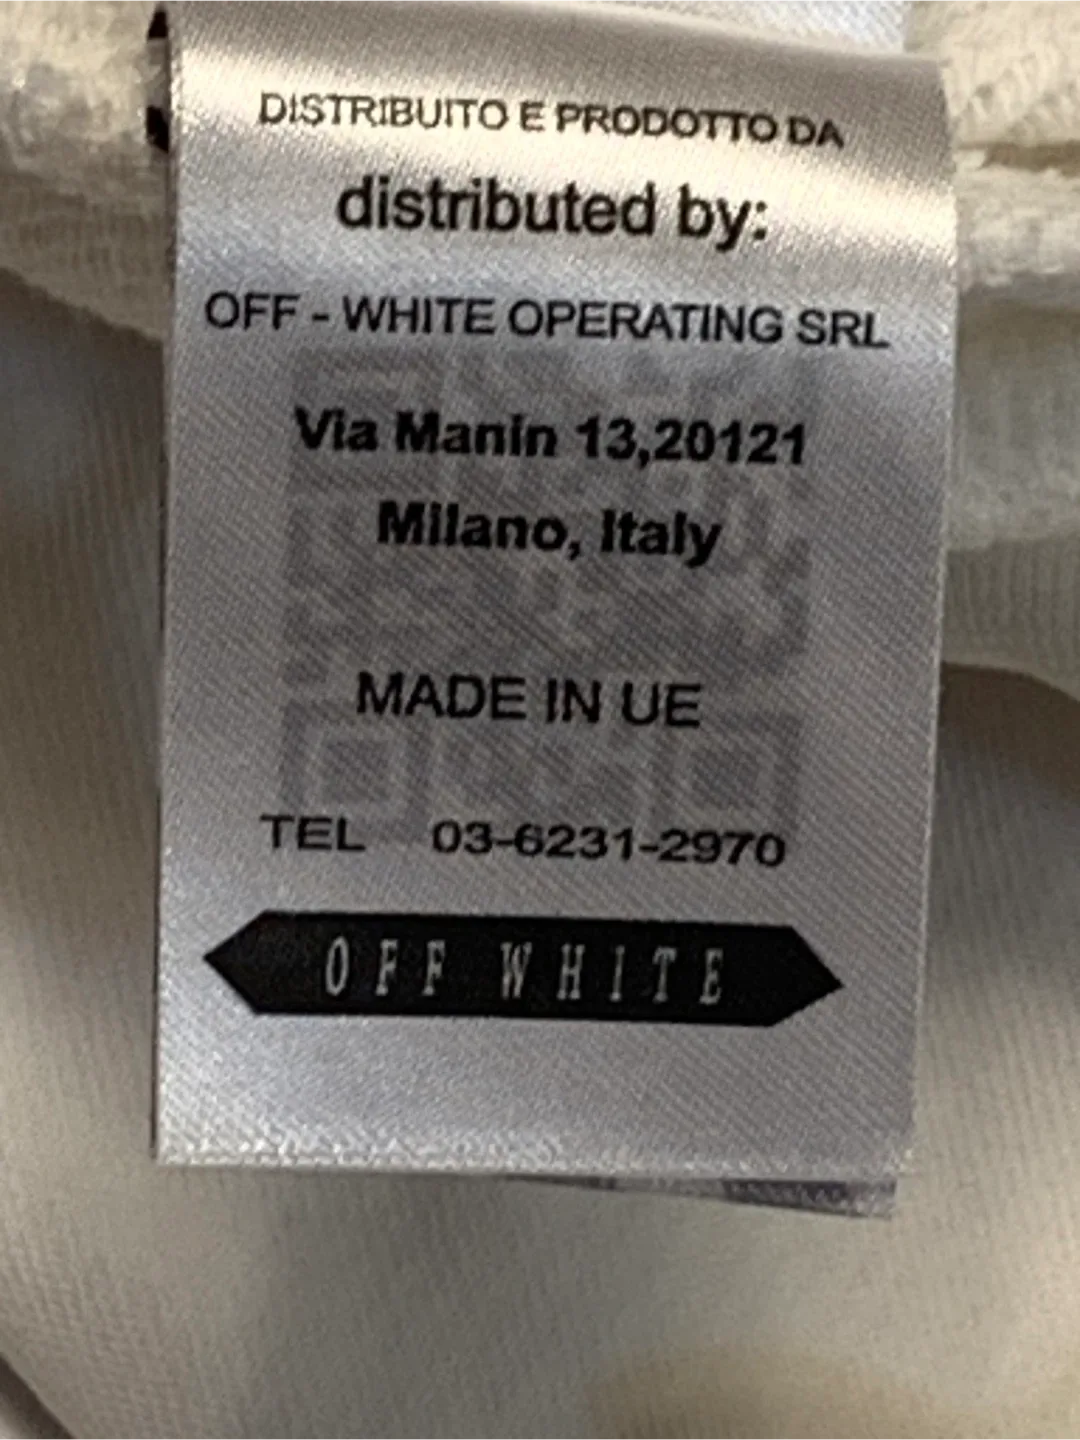 DISTRIBUITO E PRODOTTO DA
distributed by:
OFF - WHITE OPERATING SRL
Via Manin 13,20121
Milano, Italy
MADE IN UE
TEL 03-6231-2970
OFF WHITE